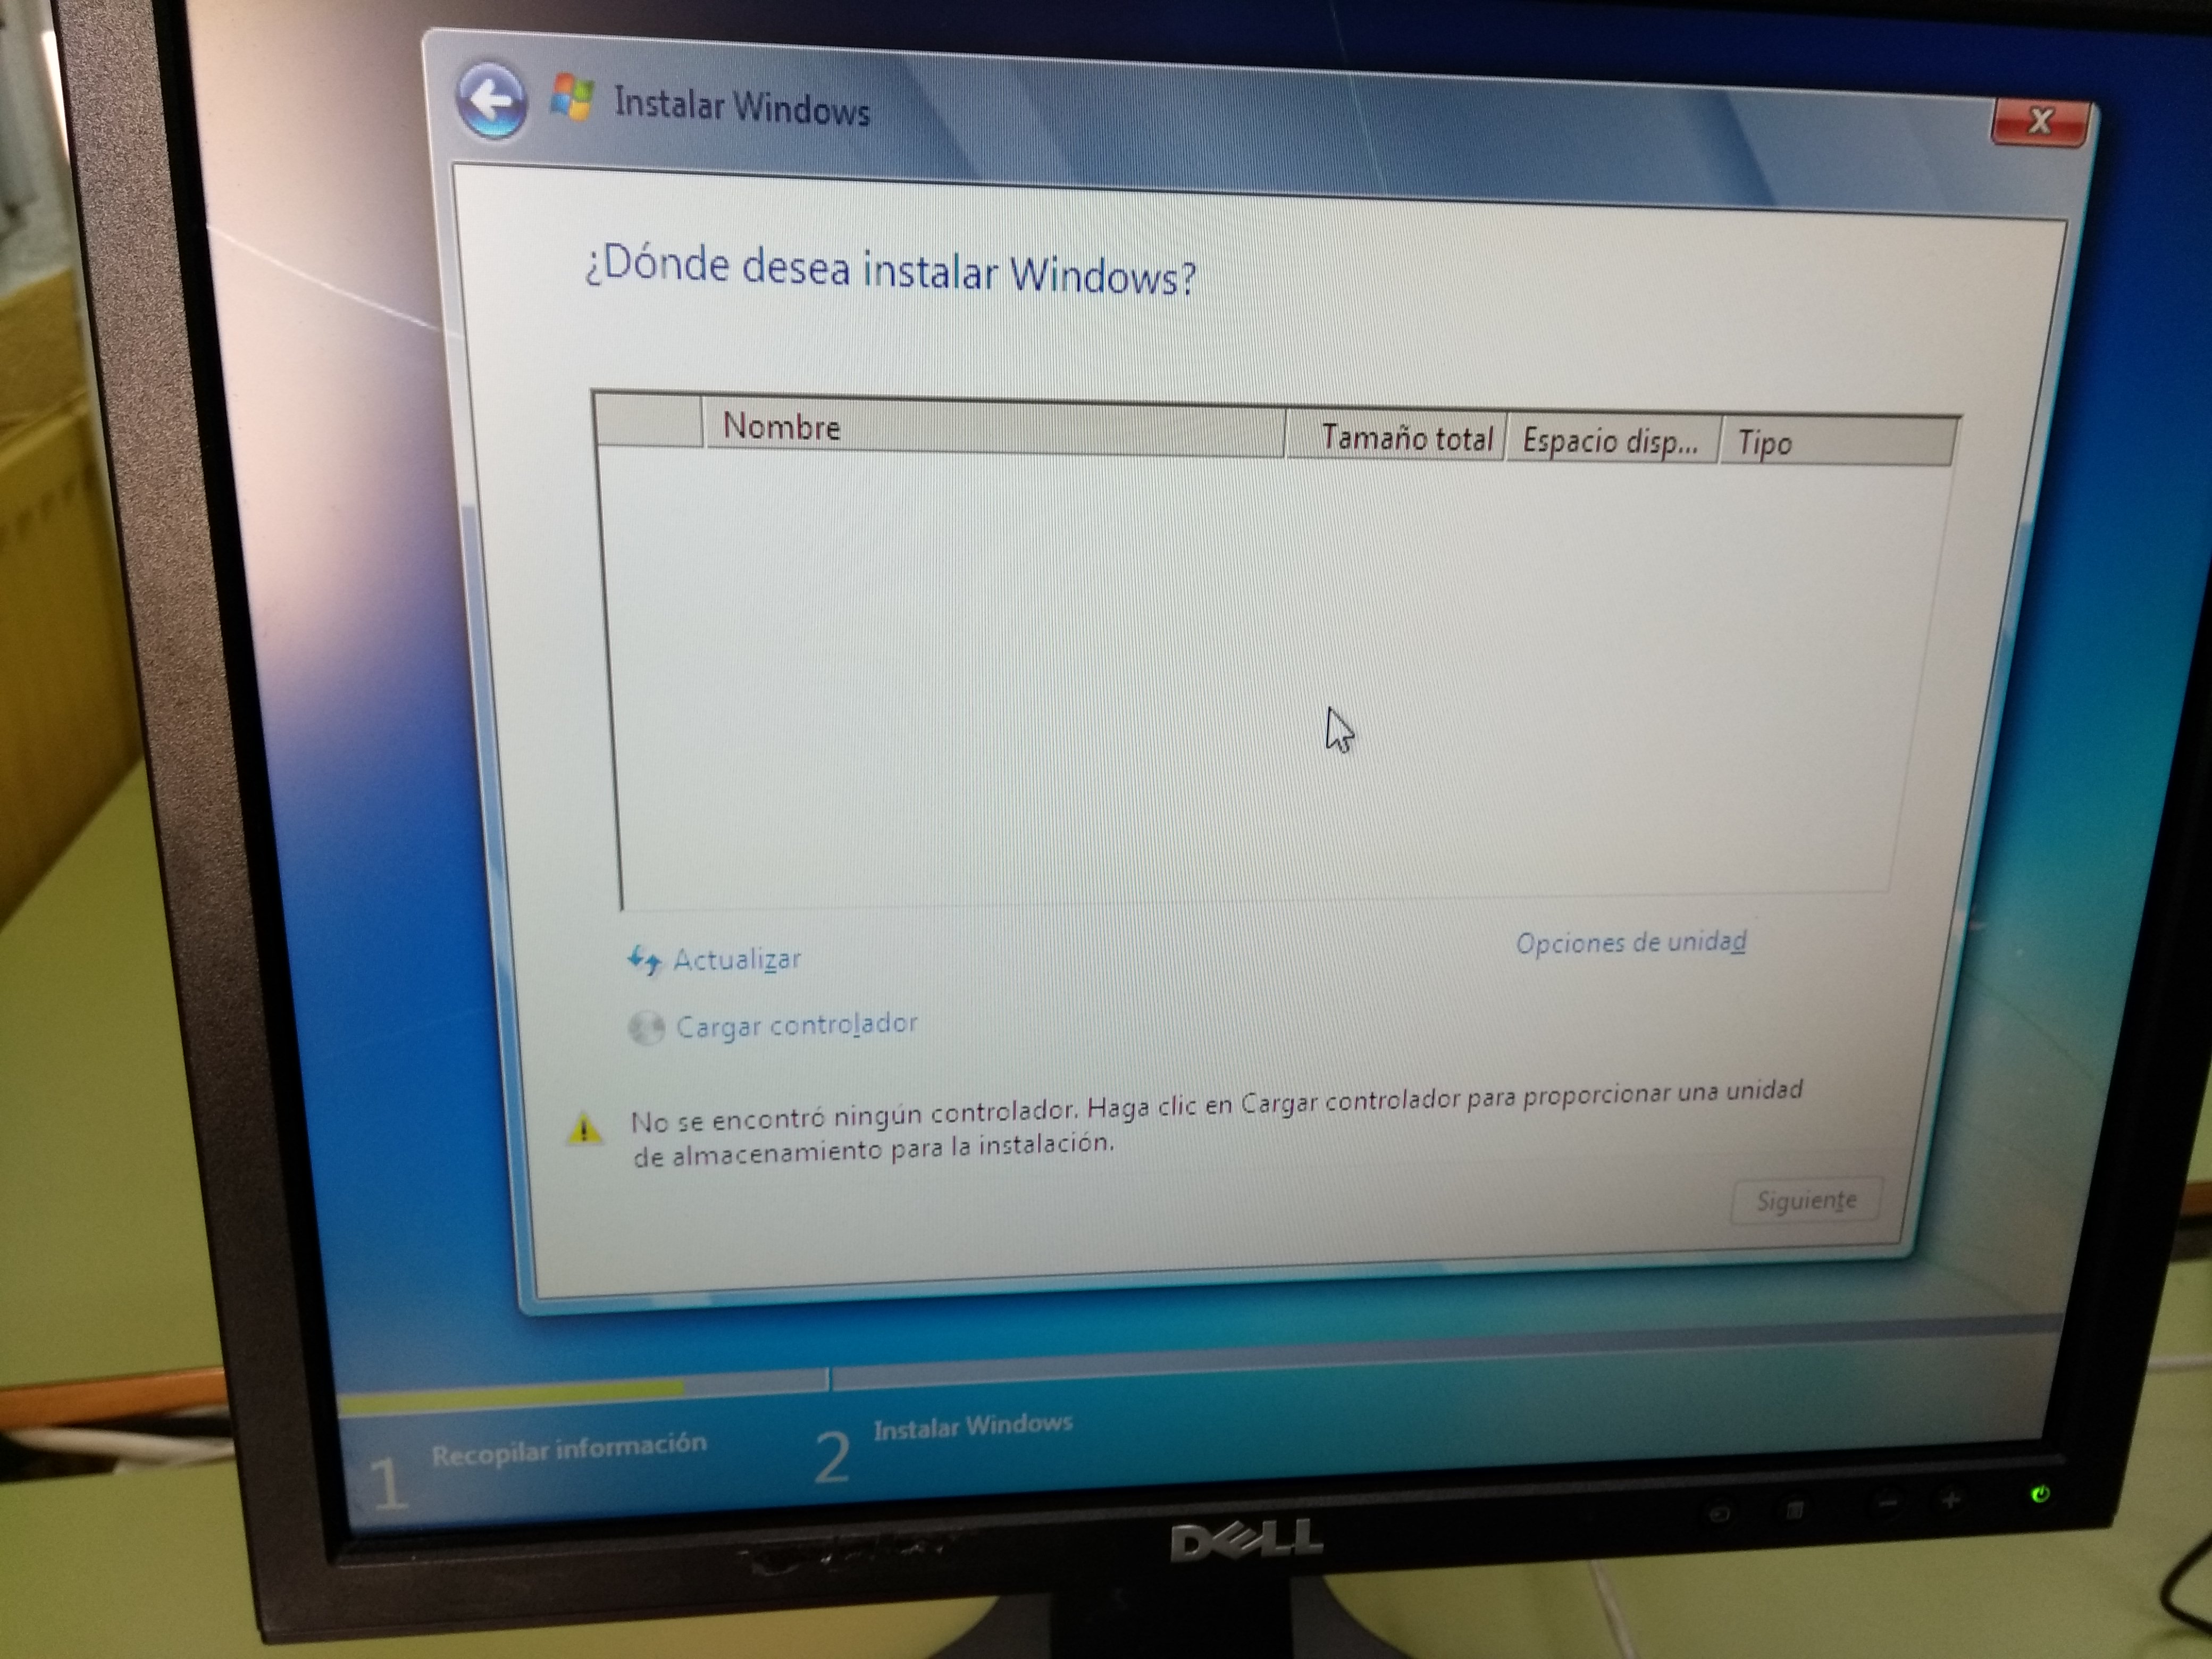 Instalar Windows
X
¿Dónde desea instalar Windows?
Nombre Tamaño total Espacio disp... Tipo
Actualizar Opciones de unidad
Cargar controlador
No se encontró ningún controlador. Haga clic en Cargar controlador para proporcionar una unidad
de almacenamiento para la instalación.
Siguiente
1 Recopilar información 2 Instalar Windows
DELL